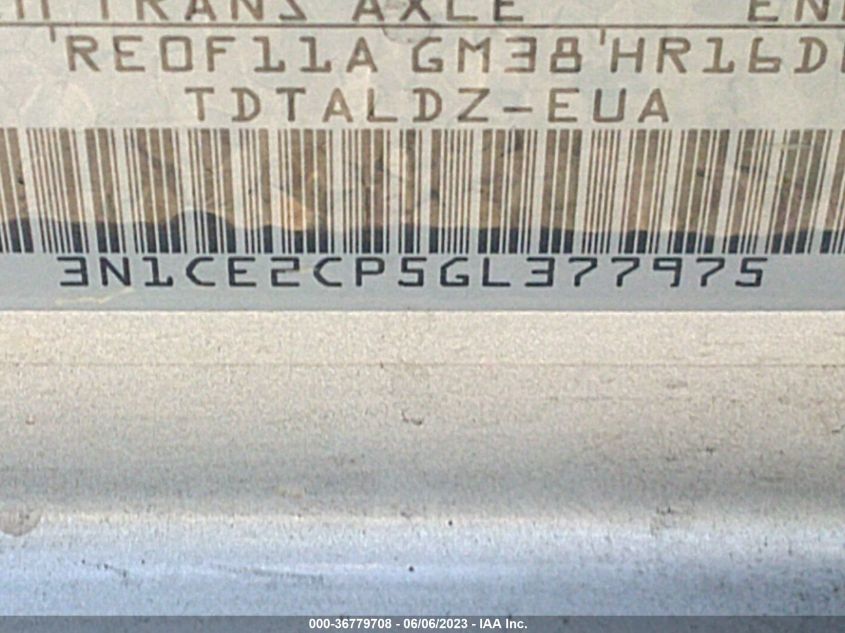 TRANS AXLE
'REOF11A GM38'HR16D
TDTALDZ-EUA
3N1CE2CP5GL377975
000-36779708 - 06/06/2023 - IAA Inc.